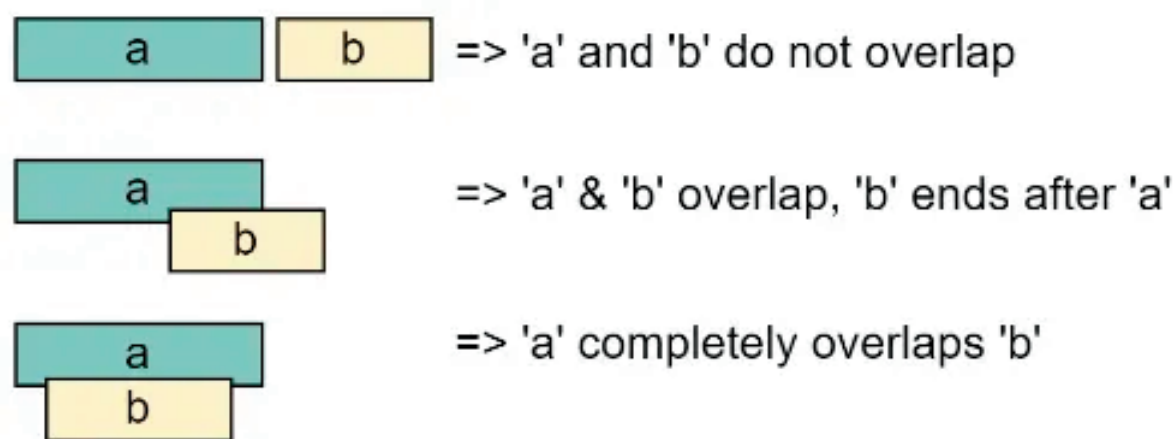 a b => 'a' and 'b' do not overlap
a => 'a' & 'b' overlap, 'b' ends after 'a'
b
a => 'a' completely overlaps 'b'
b